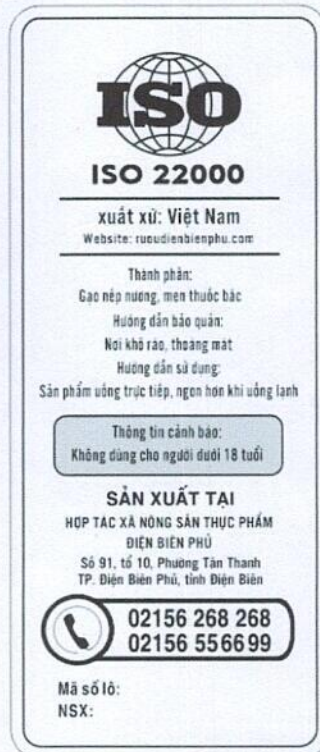 ISO
ISO 22000
xuất xứ: Việt Nam
Website: ruoudienbienphu.com
Thành phần:
Gạo nếp nương, men thuốc bắc
Hướng dẫn bảo quản:
Nơi khô ráo, thoáng mát
Hướng dẫn sử dụng:
Sản phẩm uống trực tiếp, ngon hơn khi uống lạnh
Thông tin cảnh báo:
Không dùng cho người dưới 18 tuổi
SẢN XUẤT TẠI
HỢP TÁC XÃ NÔNG SẢN THỰC PHẨM
ĐIỆN BIÊN PHỦ
Số 91, tổ 10, Phường Tân Thanh
TP. Điện Biên Phủ, tỉnh Điện Biên
02156 268 268
02156 556699
Mã số lô:
NSX: